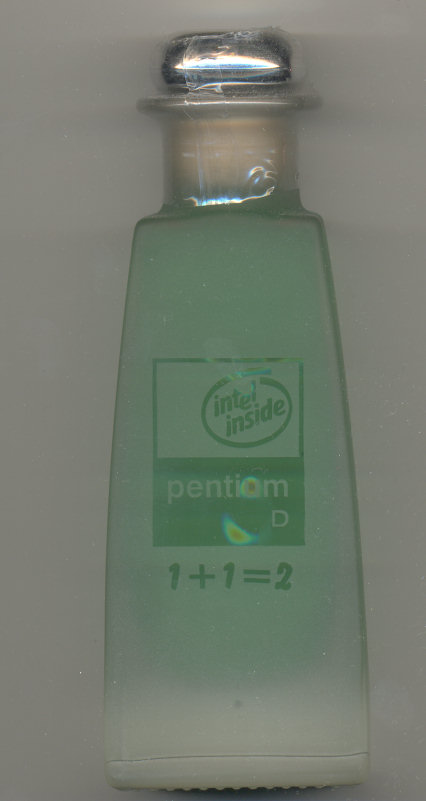 intel
inside
pentium
D
1+1=2